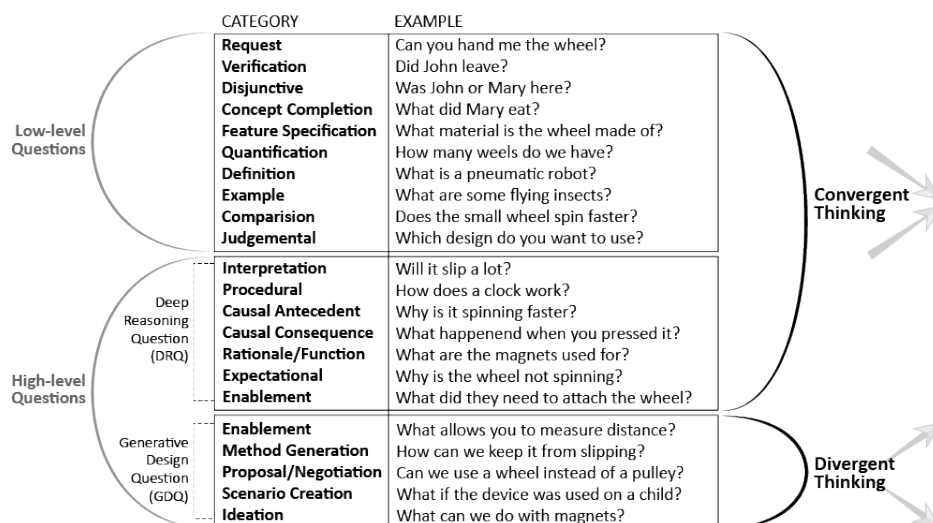 CATEGORY EXAMPLE
Request Can you hand me the wheel?
Verification Did John leave?
Disjunctive Was John or Mary here?
Concept Completion What did Mary eat?
Feature Specification What material is the wheel made of?
Quantification How many weels do we have?
Definition What is a pneumatic robot?
Example What are some flying insects?
Comparision Does the small wheel spin faster?
Judgemental Which design do you want to use?
Low-level
Questions
Interpretation Will it slip a lot?
Procedural How does a clock work?
Causal Antecedent Why is it spinning faster?
Causal Consequence What happenend when you pressed it?
Rationale/Function What are the magnets used for?
Expectational Why is the wheel not spinning?
Enablement What did they need to attach the wheel?
Deep
Reasoning
Question
(DRQ)
High-level
Questions
Enablement What allows you to measure distance?
Method Generation How can we keep it from slipping?
Proposal/Negotiation Can we use a wheel instead of a pulley?
Scenario Creation What if the device was used on a child?
Ideation What can we do with magnets?
Generative
Design
Question
(GDQ)
Convergent
Thinking
Divergent
Thinking